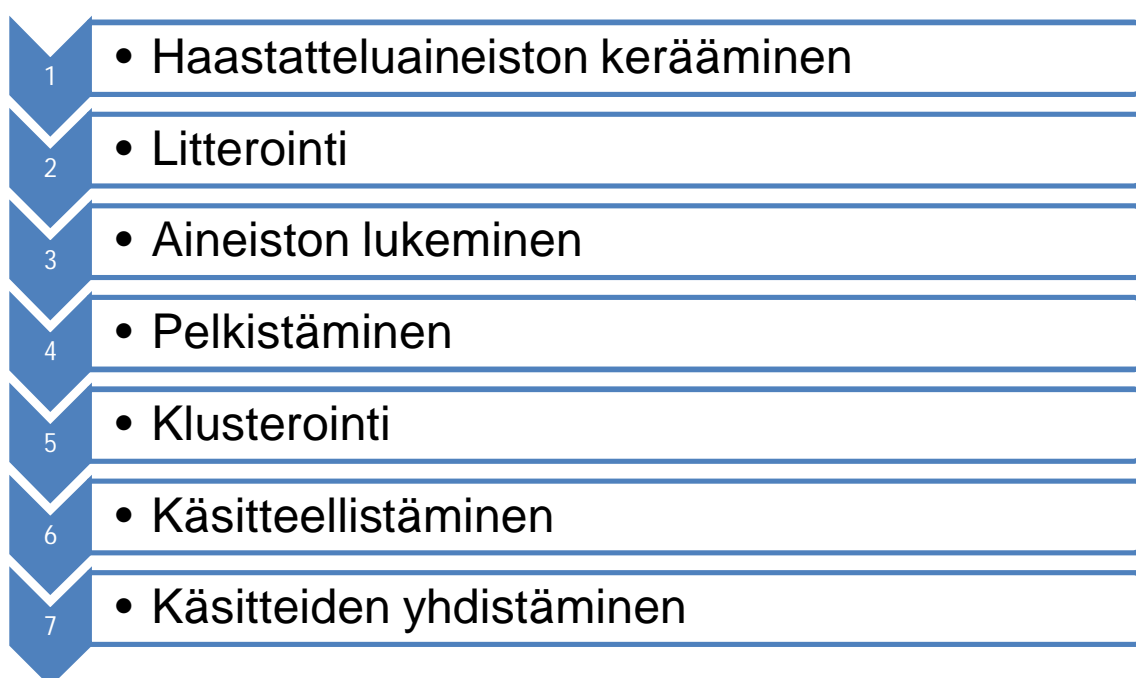 1 • Haastatteluaineiston kerääminen
2 • Litterointi
3 • Aineiston lukeminen
4 • Pelkistäminen
5 • Klusterointi
6 • Käsitteellistäminen
7 • Käsitteiden yhdistäminen